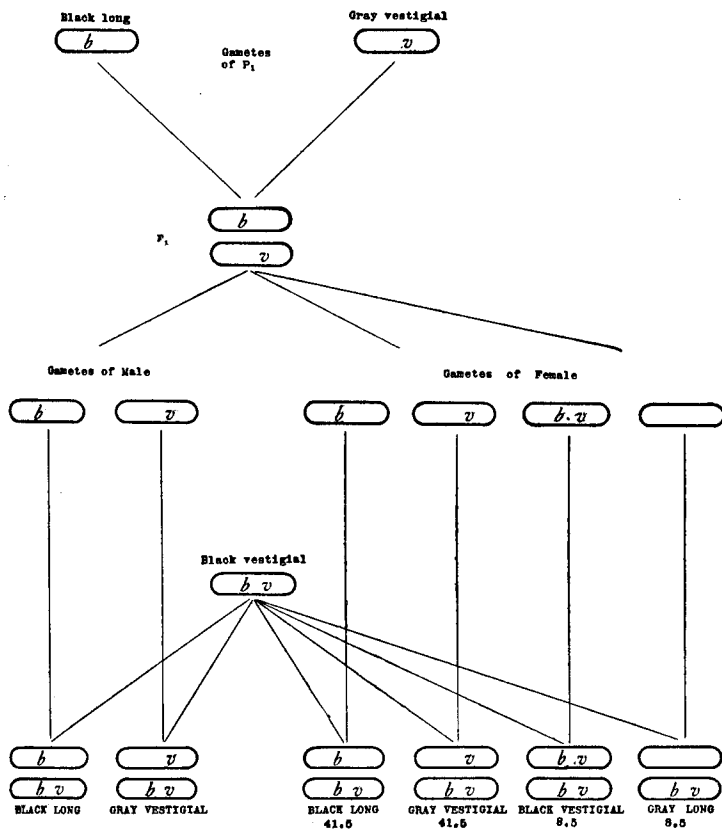 Black long
Gray vestigial
b
v
Gametes
of P₁
b
F₁
v
Gametes of Male
Gametes of Female
b
v
b
v
b v
Black vestigial
b v
b
v
b
v
b v
b v
b v
b v
b v
b v
b v
BLACK LONG
GRAY VESTIGIAL
BLACK LONG
GRAY VESTIGIAL
BLACK VESTIGIAL
GRAY LONG
41.5
41.5
8.5
8.5